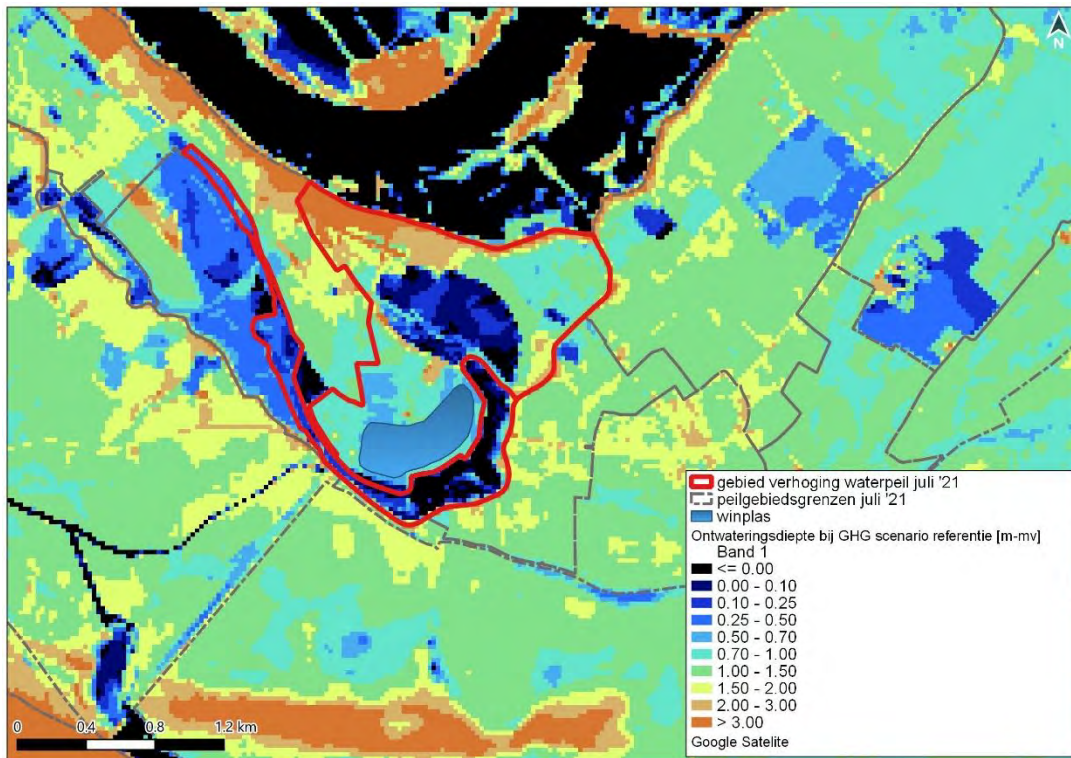 N
gebied verhoging waterpeil juli '21
peilgebiedsgrenzen juli '21
winplas
Ontwateringsdiepte bij GHG scenario referentie [m-mv]
Band 1
<= 0.00
0.00 - 0.10
0.10 - 0.25
0.25 - 0.50
0.50 - 0.70
0.70 - 1.00
1.00 - 1.50
1.50 - 2.00
2.00 - 3.00
> 3.00
Google Satelite
0 0.4 0.8 1.2 km